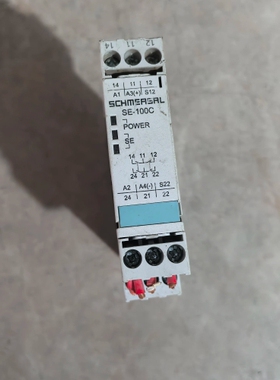 14 11 12
14 11 12
A1 A3(+) S12
SCHMERSAL
SE-100C
POWER
SE
14 11 12
24 21 22
A2 A4(-) S22
24 21 22